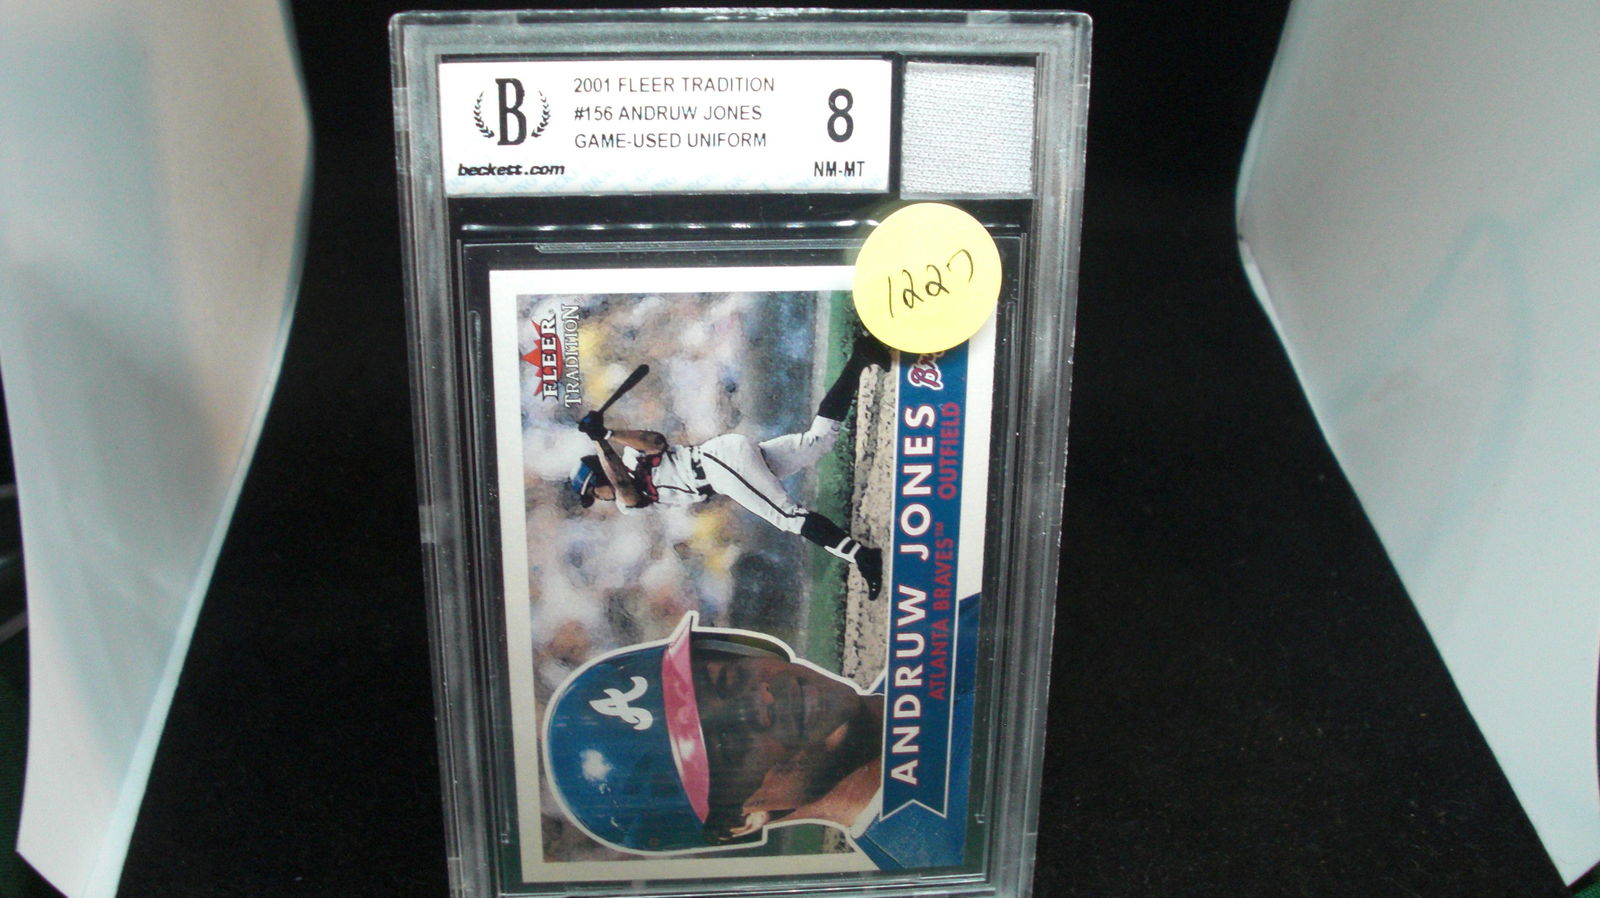 B
beckett.com
2001 FLEER TRADITION
#156 ANDRUW JONES
GAME-USED UNIFORM
8
NM-MT
1227
FLEER
TRADITION
A
ANDRUW JONES
ATLANTA BRAVES™ OUTFIELD